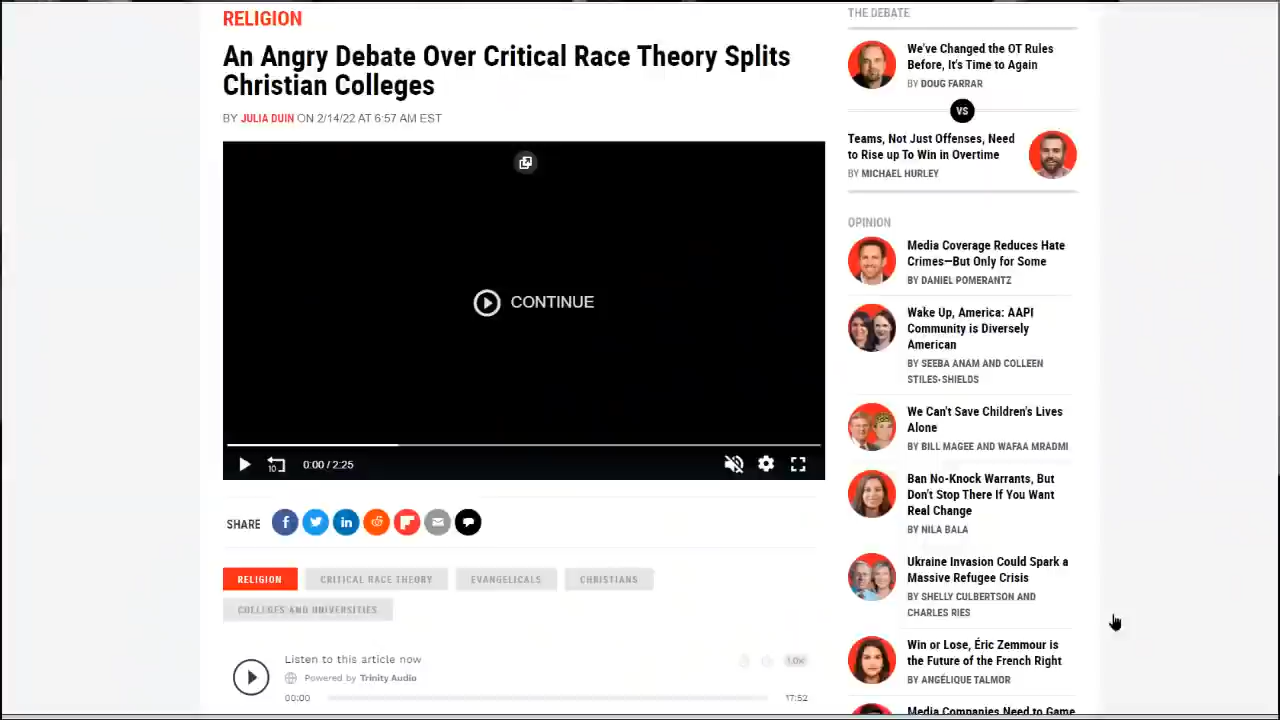 RELIGION
An Angry Debate Over Critical Race Theory Splits
Christian Colleges
BY JULIA DUIN ON 2/14/22 AT 6:57 AM EST
CONTINUE
10
0:00 / 2:25
SHARE
RELIGION
CRITICAL RACE THEORY
EVANGELICALS
CHRISTIANS
COLLEGES AND UNIVERSITIES
Listen to this article now
1.0x
Powered by Trinity Audio
00:00
17:52
THE DEBATE
We've Changed the OT Rules
Before, It's Time to Again
BY DOUG FARRAR
VS
Teams, Not Just Offenses, Need
to Rise up To Win in Overtime
BY MICHAEL HURLEY
OPINION
Media Coverage Reduces Hate
Crimes—But Only for Some
BY DANIEL POMERANTZ
Wake Up, America: AAPI
Community is Diversely
American
BY SEEBA ANAM AND COLLEEN
STILES-SHIELDS
We Can't Save Children's Lives
Alone
BY BILL MAGEE AND WAFAA MRADMI
Ban No-Knock Warrants, But
Don't Stop There If You Want
Real Change
BY NILA BALA
Ukraine Invasion Could Spark a
Massive Refugee Crisis
BY SHELLY CULBERTSON AND
CHARLES RIES
Win or Lose, Éric Zemmour is
the Future of the French Right
BY ANGÉLIQUE TALMOR
Media Companies Need to Game